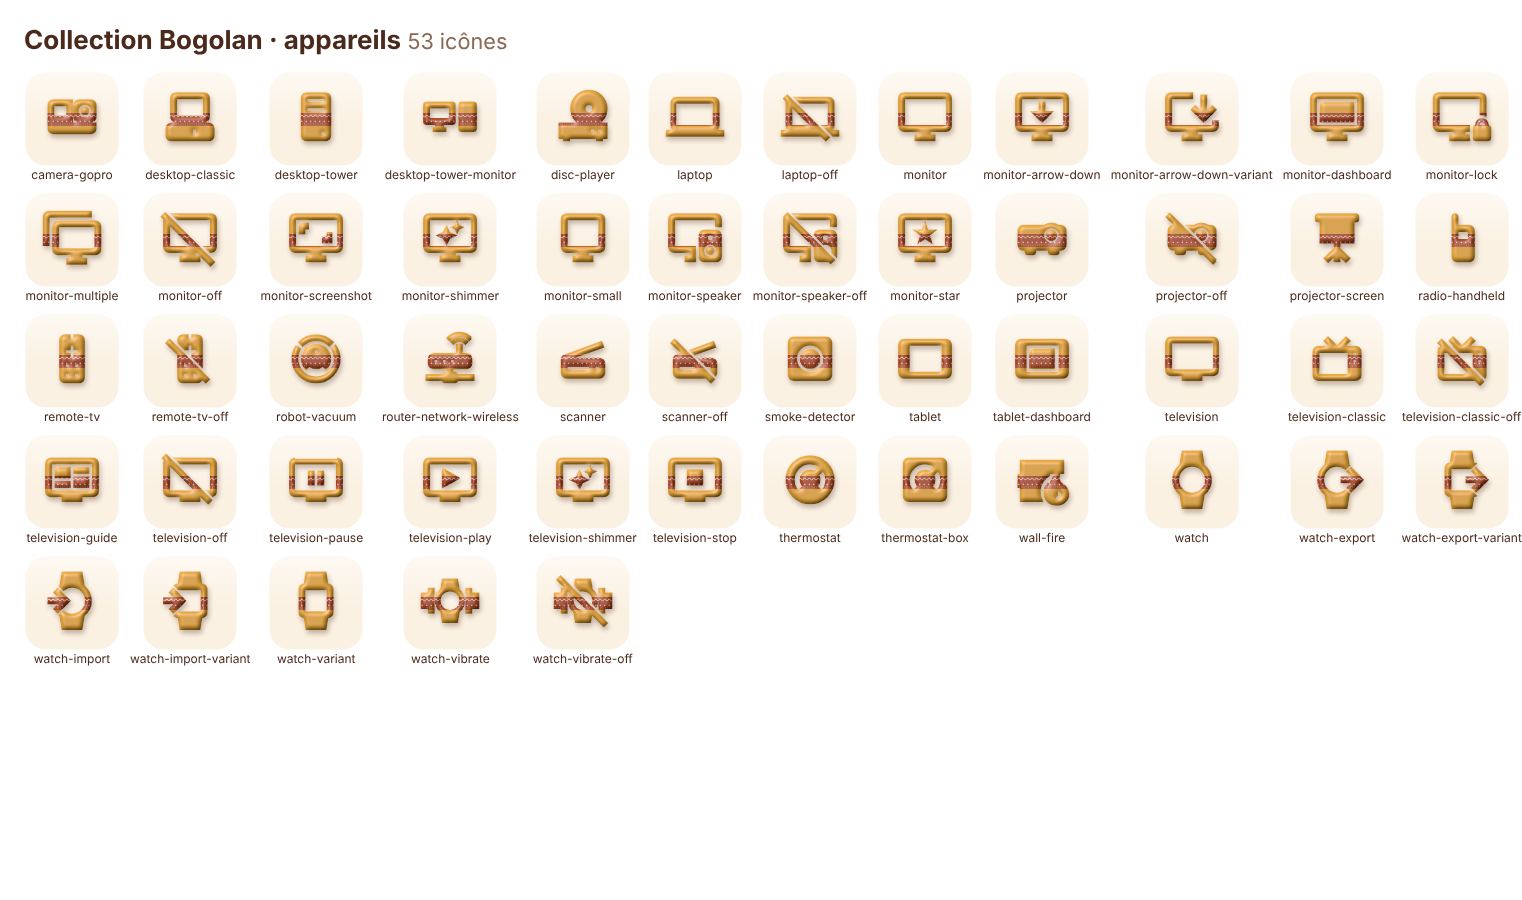 Collection Bogolan · appareils 53 icônes
camera-gopro desktop-classic desktop-tower desktop-tower-monitor disc-player laptop laptop-off monitor monitor-arrow-down monitor-arrow-down-variant monitor-dashboard monitor-lock
monitor-multiple monitor-off monitor-screenshot monitor-shimmer monitor-small monitor-speaker monitor-speaker-off monitor-star projector projector-off projector-screen radio-handheld
remote-tv remote-tv-off robot-vacuum router-network-wireless scanner scanner-off smoke-detector tablet tablet-dashboard television television-classic television-classic-off
television-guide television-off television-pause television-play television-shimmer television-stop thermostat thermostat-box wall-fire watch watch-export watch-export-variant
watch-import watch-import-variant watch-variant watch-vibrate watch-vibrate-off